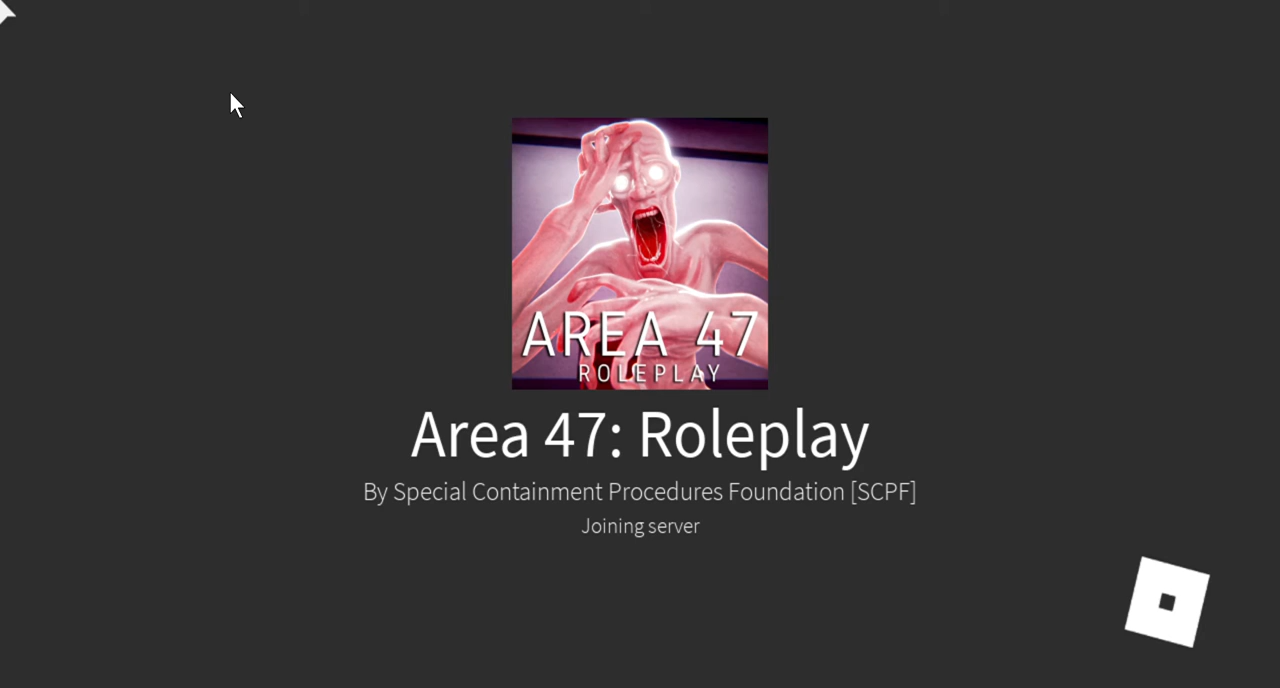 AREA 47
ROLEPLAY
Area 47: Roleplay
By Special Containment Procedures Foundation [SCPF]
Joining server